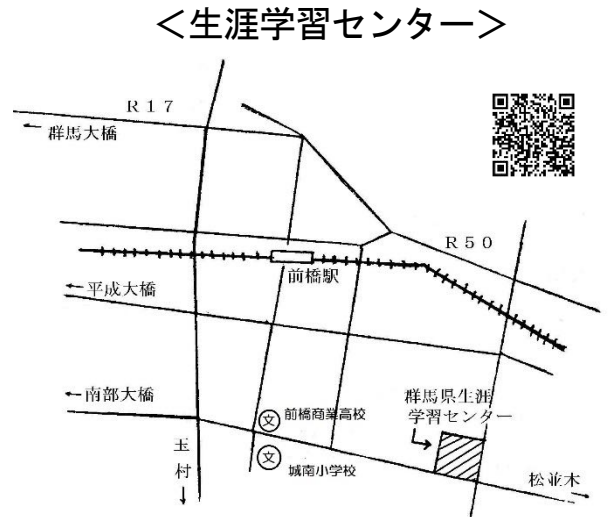 ＜生涯学習センター＞
Ｒ１７
←群馬大橋
Ｒ５０
前橋駅
←平成大橋
←南部大橋
群馬県生涯
学習センター
文 前橋商業高校
文 城南小学校
玉村
↓
松並木
→